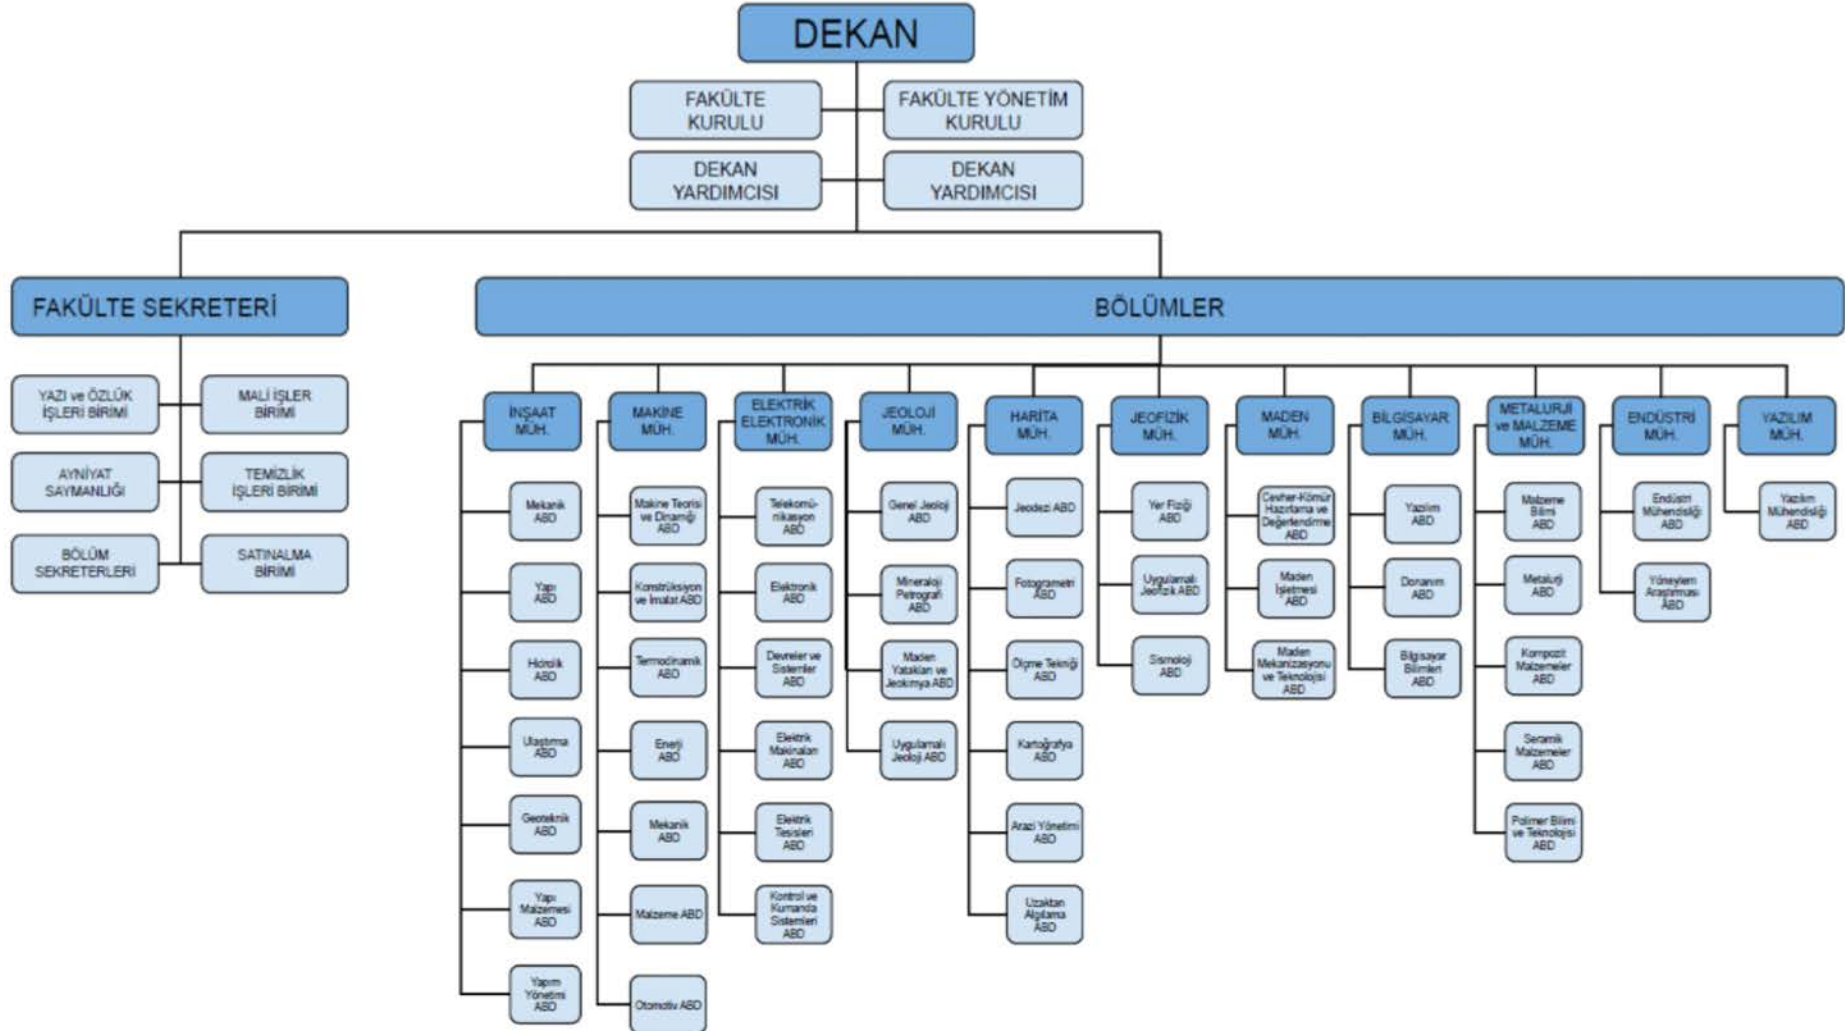 DEKAN
FAKÜLTE
KURULU
FAKÜLTE YÖNETİM
KURULU
DEKAN
YARDIMCISI
DEKAN
YARDIMCISI
FAKÜLTE SEKRETERİ
YAZI ve ÖZLÜK
İŞLERİ BİRİMİ
MALİ İŞLER
BİRİMİ
AYNİYAT
SAYMANLIĞI
TEMİZLİK
İŞLERİ BİRİMİ
BÖLÜM
SEKRETERLERİ
SATINALMA
BİRİMİ
BÖLÜMLER
İNŞAAT
MÜH.
Mekanik
ABD
Yapı
ABD
Hidrolik
ABD
Ulaştırma
ABD
Geoteknik
ABD
Yapı
Malzemesi
ABD
Yapım
Yönetimi
ABD
MAKİNE
MÜH.
Makine Teorisi
ve Dinamiği
ABD
Konstrüksiyon
ve İmalat ABD
Termodinamik
ABD
Enerji
ABD
Mekanik
ABD
Malzeme ABD
Otomotiv ABD
ELEKTRİK
ELEKTRONİK
MÜH.
Telekomü-
nikasyon
ABD
Elektronik
ABD
Devreler ve
Sistemler
ABD
Elektrik
Makinaları
ABD
Elektrik
Tesisleri
ABD
Kontrol ve
Kumanda
Sistemleri
ABD
JEOLOJİ
MÜH.
Genel Jeoloji
ABD
Mineraloji
Petrografi
ABD
Maden
Yatakları ve
Jeokimya ABD
Uygulamalı
Jeoloji ABD
HARİTA
MÜH.
Jeodezi ABD
Fotogrametri
ABD
Ölçme Tekniği
ABD
Kartoğrafya
ABD
Arazi Yönetimi
ABD
Uzaktan
Algılama
ABD
JEOFİZİK
MÜH.
Yer Fiziği
ABD
Uygulamalı
Jeofizik ABD
Sismoloji
ABD
MADEN
MÜH.
Cevher-Kömür
Hazırlama ve
Değerlendirme
ABD
Maden
İşletmesi
ABD
Maden
Mekanizasyonu
ve Teknolojisi
ABD
BİLGİSAYAR
MÜH.
Yazılım
ABD
Donanım
ABD
Bilgisayar
Bilimleri
ABD
METALURJİ
ve MALZEME
MÜH.
Malzeme
Bilimi
ABD
Metalurji
ABD
Kompozit
Malzemeler
ABD
Seramik
Malzemeler
ABD
Polimer Bilimi
ve Teknolojisi
ABD
ENDÜSTRİ
MÜH.
Endüstri
Mühendisliği
ABD
Yöneylem
Araştırması
ABD
YAZILIM
MÜH.
Yazılım
Mühendisliği
ABD